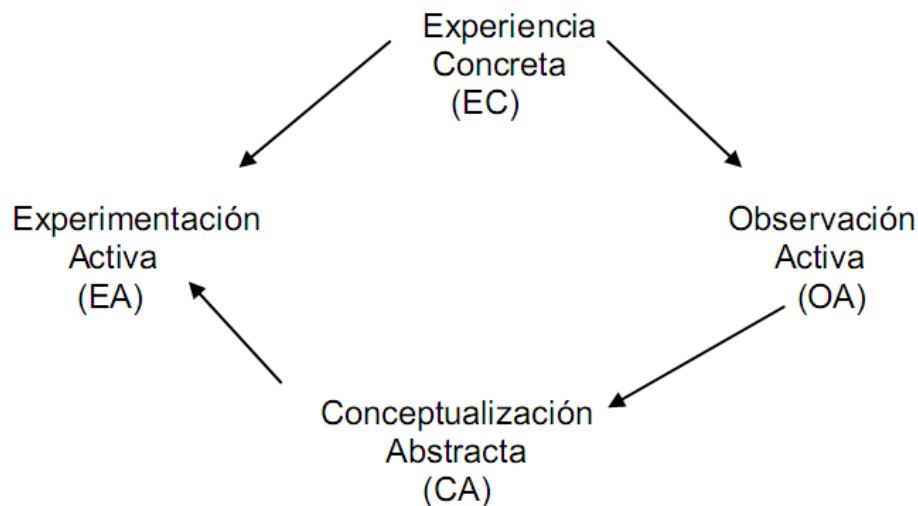 Experiencia
Concreta
(EC)
Experimentación
Activa
(EA)
Observación
Activa
(OA)
Conceptualización
Abstracta
(CA)